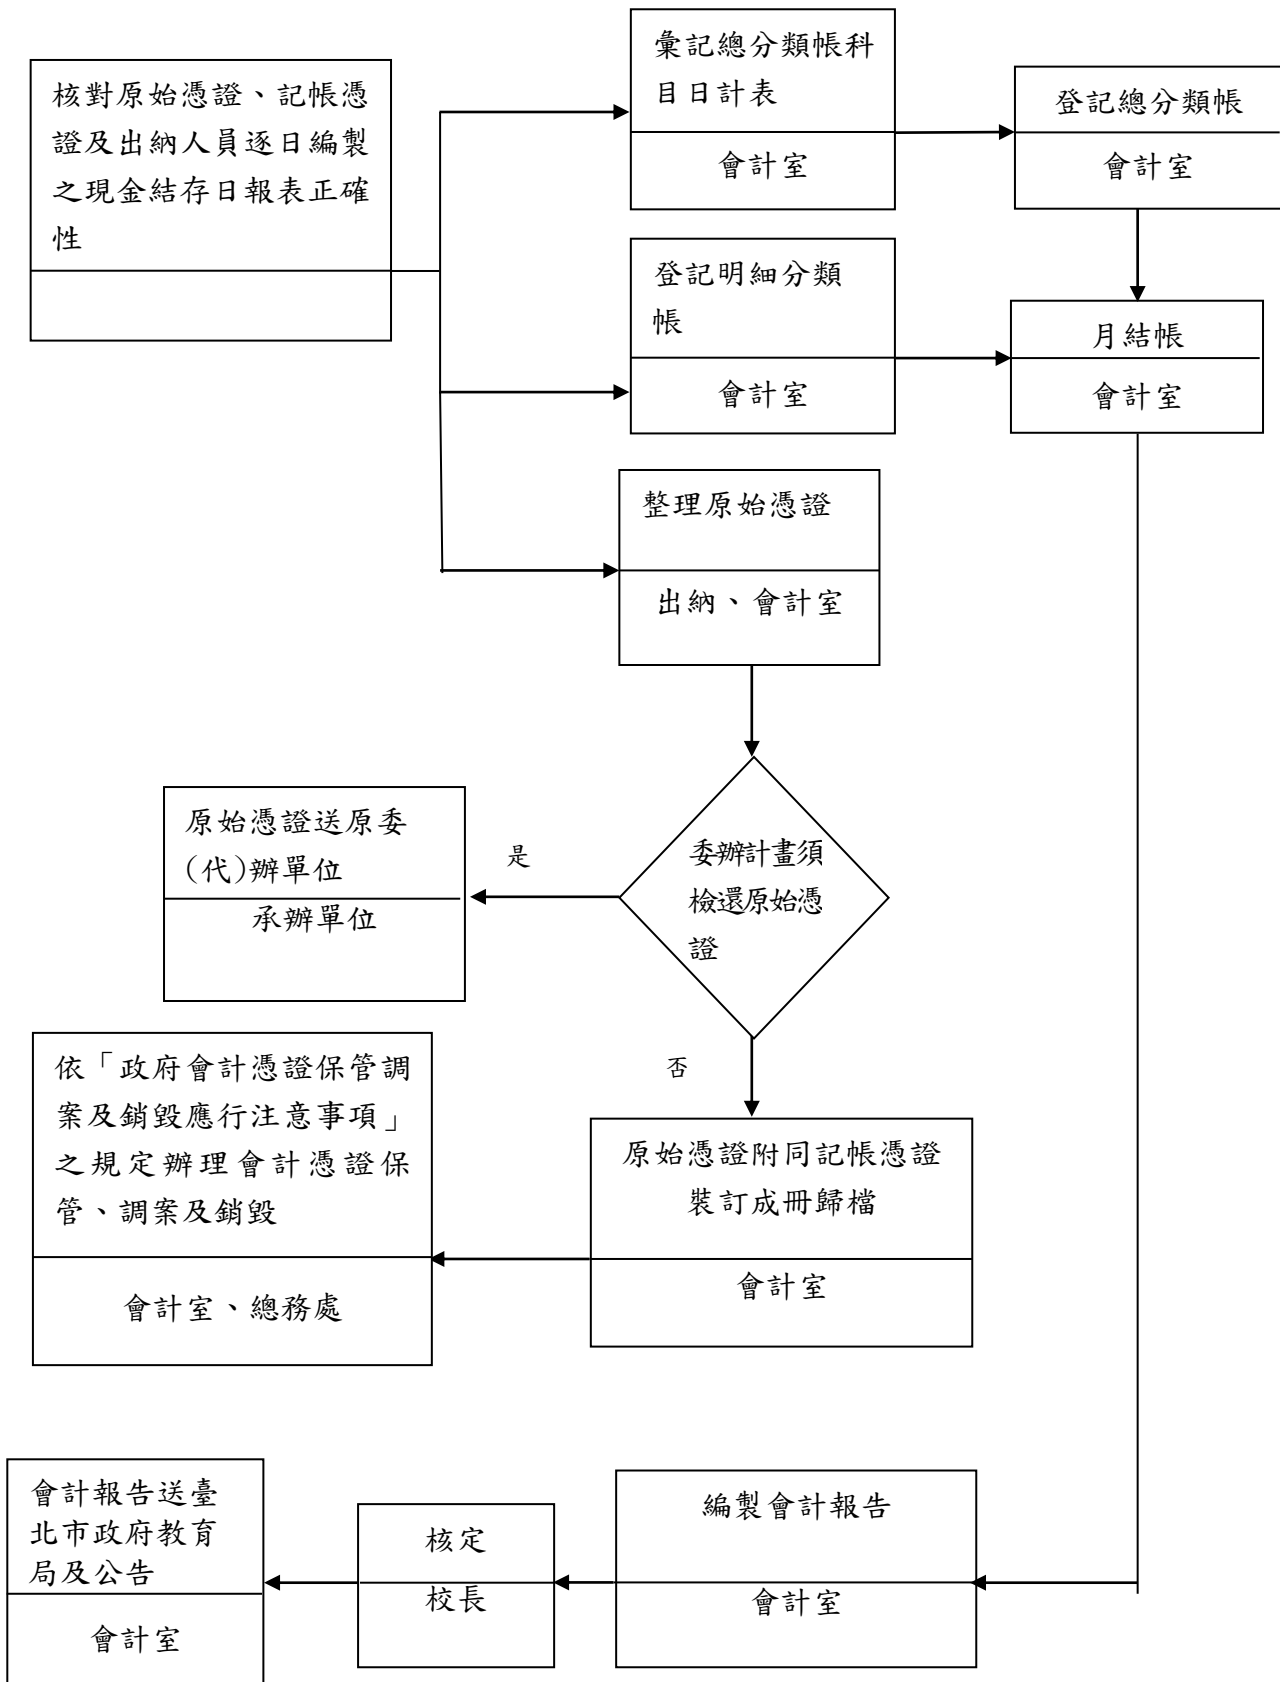 核對原始憑證、記帳憑
證及出納人員逐日編製
之現金結存日報表正確
性
彙記總分類帳科
目日計表
會計室
登記總分類帳
會計室
登記明細分類
帳
會計室
月結帳
會計室
整理原始憑證
出納、會計室
委辦計畫須
檢還原始憑
證
是
原始憑證送原委
(代)辦單位
承辦單位
否
原始憑證附同記帳憑證
裝訂成冊歸檔
會計室
依「政府會計憑證保管調
案及銷毀應行注意事項」
之規定辦理會計憑證保
管、調案及銷毀
會計室、總務處
編製會計報告
會計室
核定
校長
會計報告送臺
北市政府教育
局及公告
會計室